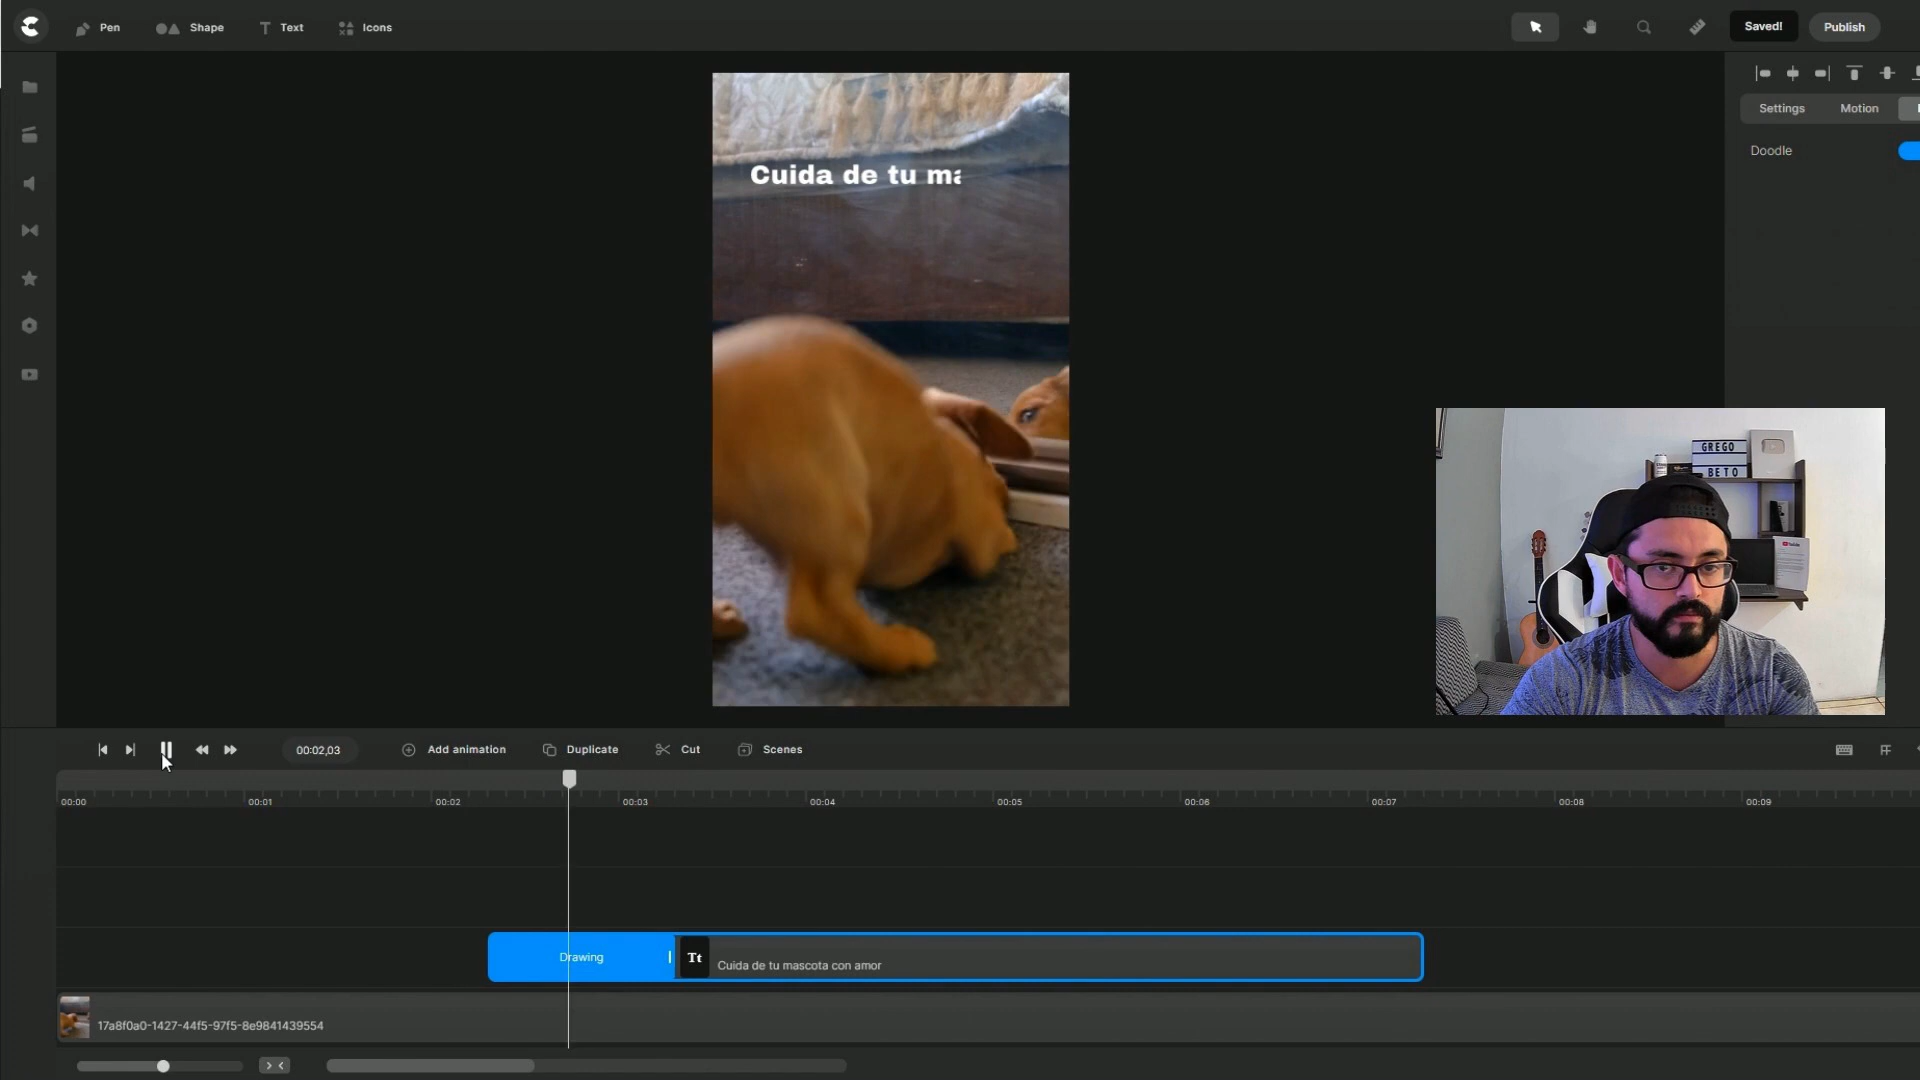 Pen
Shape
Text
Icons
Saved!
Publish
Settings
Motion
Doodle
Cuida de tu ma
GREGO
BETO
00:02,03
Add animation
Duplicate
Cut
Scenes
00:00
00:01
00:02
00:03
00:04
00:05
00:06
00:07
00:08
00:09
Drawing
Tt
Cuida de tu mascota con amor
17a8f0a0-1427-44f5-97f5-8e9841439554